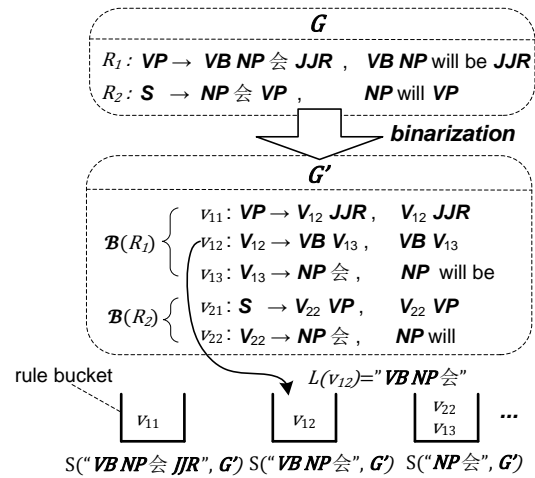 G
R1: VP → VB NP 会 JJR , VB NP will be JJR
R2: S → NP 会 VP , NP will VP
binarization
G'
B(R1)
v11: VP → V12 JJR , V12 JJR
v12: V12 → VB V13 , VB V13
v13: V13 → NP 会 , NP will be
B(R2)
v21: S → V22 VP , V22 VP
v22: V22 → NP 会 , NP will
L(v12)="VB NP 会"
rule bucket
v11
v12
v22
v13
...
S("VB NP 会 JJR", G') S("VB NP 会", G') S("NP 会", G')